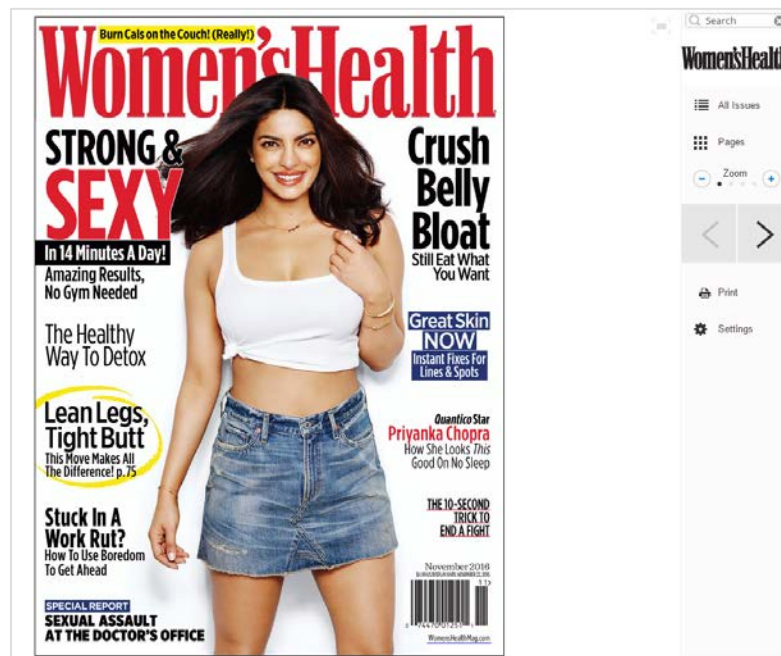 Burn Cals on the Couch! (Really!)
Women's Health
STRONG &
SEXY
In 14 Minutes A Day!
Amazing Results,
No Gym Needed
The Healthy
Way To Detox
Lean Legs,
Tight Butt
This Move Makes All
The Difference! p.75
Stuck In A
Work Rut?
How To Use Boredom
To Get Ahead
SPECIAL REPORT
SEXUAL ASSAULT
AT THE DOCTOR'S OFFICE
Crush
Belly
Bloat
Still Eat What
You Want
Great Skin
NOW
Instant Fixes For
Lines & Spots
Quantico Star
Priyanka Chopra
How She Looks This
Good On No Sleep
THE 10-SECOND
TRICK TO
END A FIGHT
November 2016
11>
WomensHealthMag.com
Search
Women'sHealth
All Issues
Pages
Zoom
Print
Settings